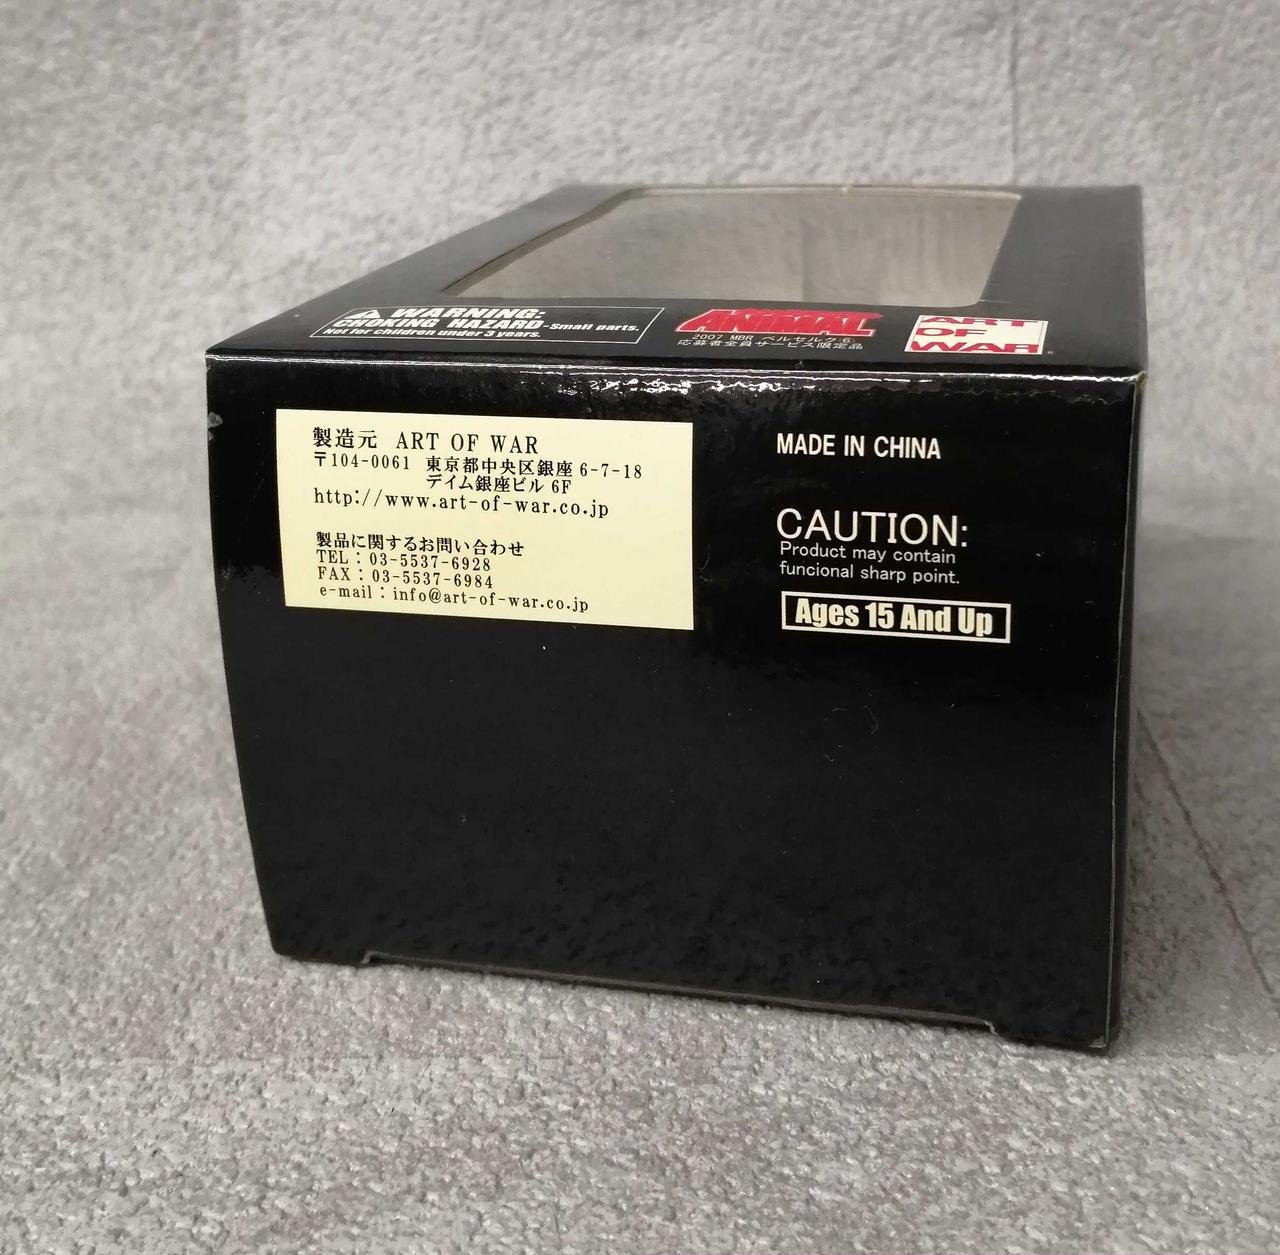 WARNING:
CHOKING HAZARD-Small parts.
Not for children under 3 years.
ANIMAL
2007 MBR ベルセルク 6
応募者全員サービス限定品
ART
OF
WAR
製造元 ART OF WAR
〒104-0061 東京都中央区銀座 6-7-18
デイム銀座ビル 6F
http://www.art-of-war.co.jp
製品に関するお問い合わせ
TEL : 03-5537-6928
FAX : 03-5537-6984
e-mail : info@art-of-war.co.jp
MADE IN CHINA
CAUTION:
Product may contain
funcional sharp point.
Ages 15 And Up